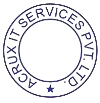 ACRUX IT SERVICES PVT. LTD.